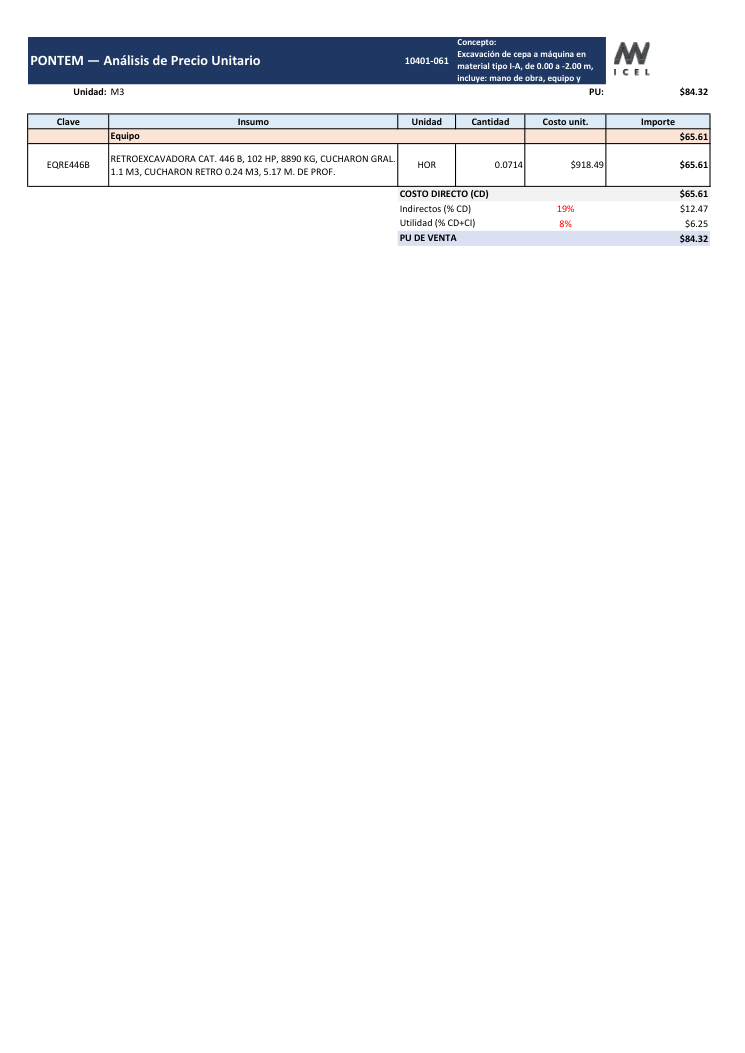 PONTEM — Análisis de Precio Unitario
10401-061
Concepto:
Excavación de cepa a máquina en
material tipo I-A, de 0.00 a -2.00 m,
incluye: mano de obra, equipo y
ICEL
Unidad: M3 PU: $84.32
Clave Insumo Unidad Cantidad Costo unit. Importe
Equipo $65.61
EQRE446B
RETROEXCAVADORA CAT. 446 B, 102 HP, 8890 KG, CUCHARON GRAL.
1.1 M3, CUCHARON RETRO 0.24 M3, 5.17 M. DE PROF.
HOR 0.0714 $918.49 $65.61
COSTO DIRECTO (CD) $65.61
Indirectos (% CD) 19% $12.47
Utilidad (% CD+CI) 8% $6.25
PU DE VENTA $84.32